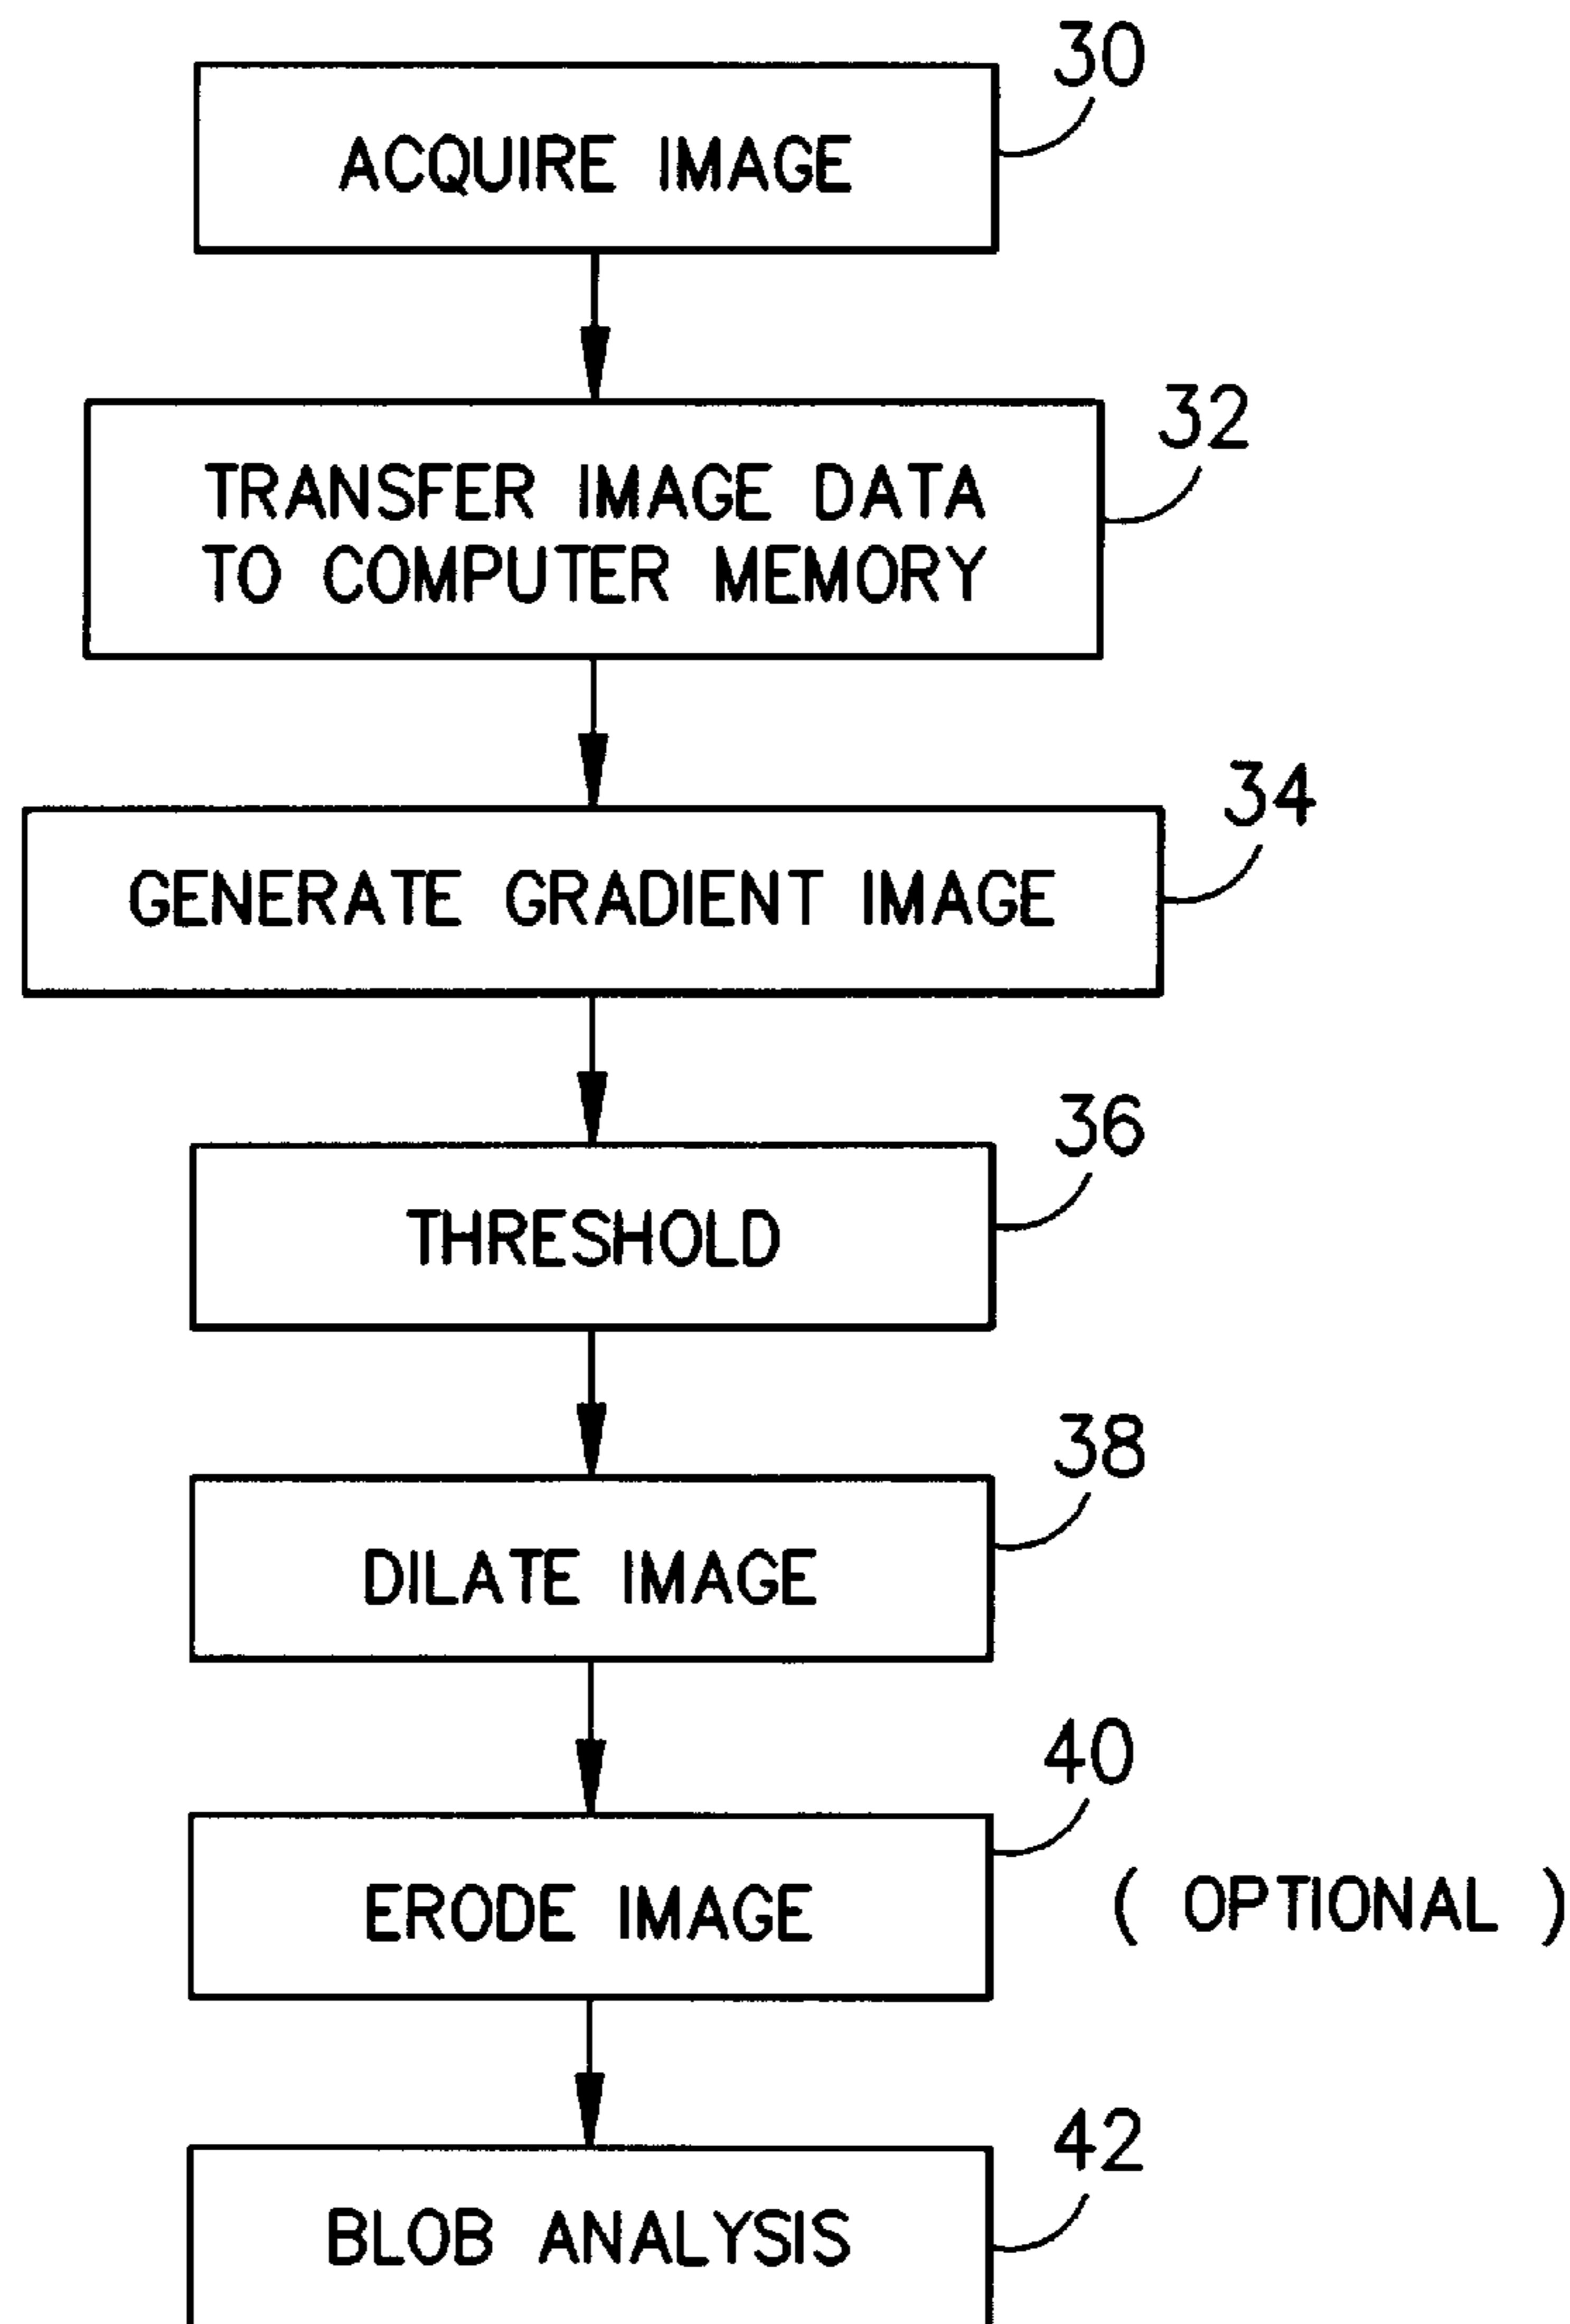 30
ACQUIRE IMAGE
32
TRANSFER IMAGE DATA
TO COMPUTER MEMORY
34
GENERATE GRADIENT IMAGE
36
THRESHOLD
38
DILATE IMAGE
40
ERODE IMAGE
( OPTIONAL )
42
BLOB ANALYSIS